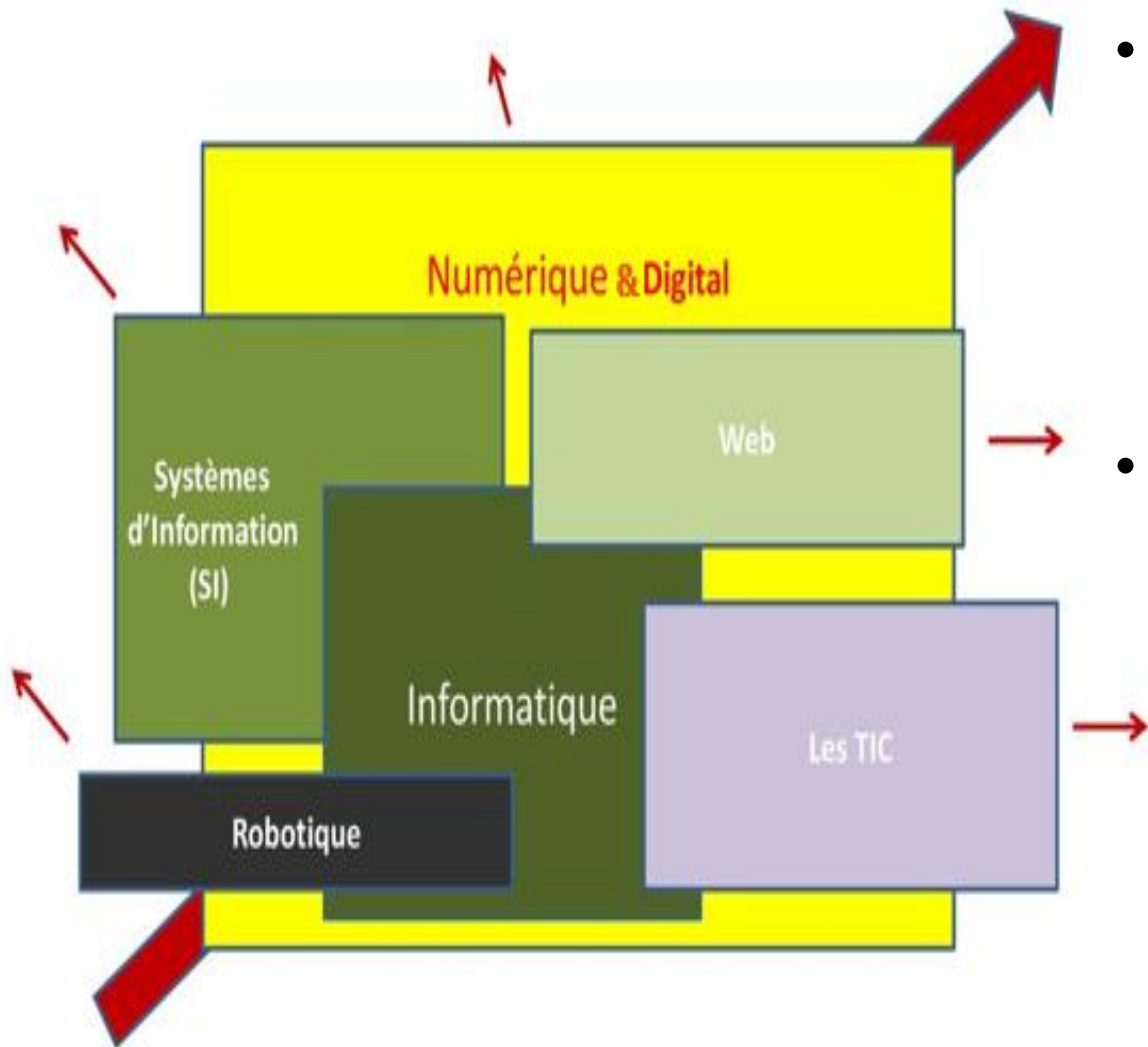 Numérique & Digital
Web
Systèmes
d'Information
(SI)
Informatique
Les TIC
Robotique